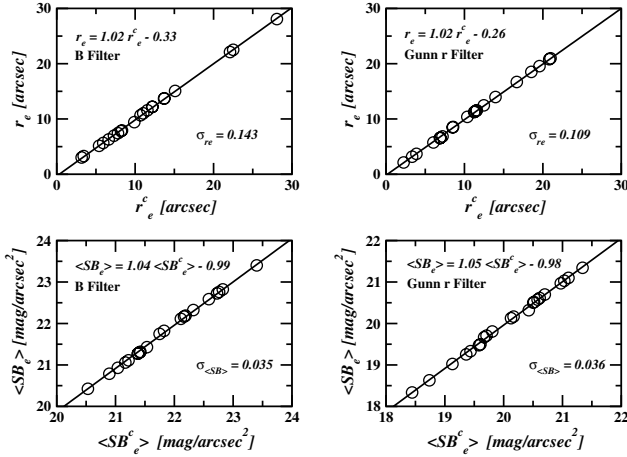 r_e = 1.02 r^c_e - 0.33
B Filter
σ_re = 0.143
r_e [arcsec]
30
20
10
0
0 10 20 30
r^c_e [arcsec]
r_e = 1.02 r^c_e - 0.26
Gunn r Filter
σ_re = 0.109
r_e [arcsec]
30
20
10
0
0 10 20 30
r^c_e [arcsec]
<SB_e> = 1.04 <SB^c_e> - 0.99
B Filter
σ_<SB> = 0.035
<SB_e> [mag/arcsec^2]
24
23
22
21
20
20 21 22 23 24
<SB^c_e> [mag/arcsec^2]
<SB_e> = 1.05 <SB^c_e> - 0.98
Gunn r Filter
σ_<SB> = 0.036
<SB_e> [mag/arcsec^2]
22
21
20
19
18
18 19 20 21 22
<SB^c_e> [mag/arcsec^2]